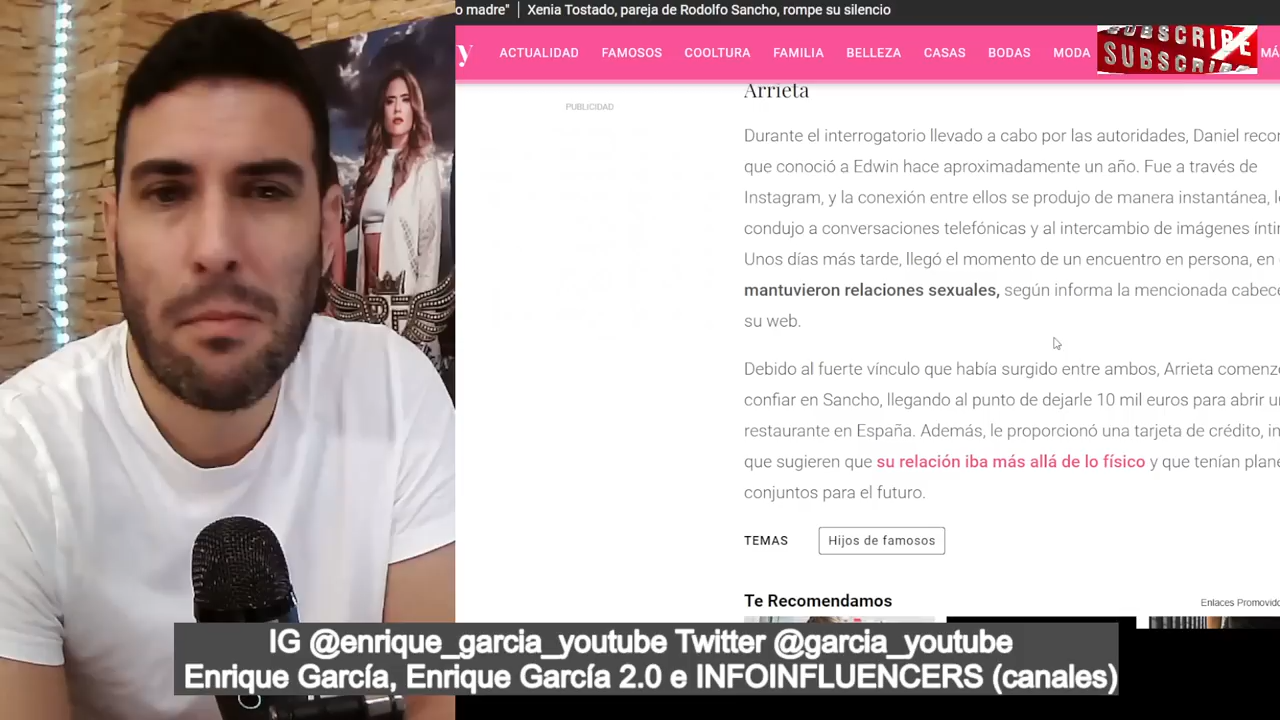 o madre" | Xenia Tostado, pareja de Rodolfo Sancho, rompe su silencio
y ACTUALIDAD FAMOSOS COOLTURA FAMILIA BELLEZA CASAS BODAS MODA MÁ
SUBSCRIBE
SUBSCRIBE
Arrieta
PUBLICIDAD
Durante el interrogatorio llevado a cabo por las autoridades, Daniel recon
que conoció a Edwin hace aproximadamente un año. Fue a través de
Instagram, y la conexión entre ellos se produjo de manera instantánea, l
condujo a conversaciones telefónicas y al intercambio de imágenes ínti
Unos días más tarde, llegó el momento de un encuentro en persona, en
mantuvieron relaciones sexuales, según informa la mencionada cabece
su web.
Debido al fuerte vínculo que había surgido entre ambos, Arrieta comenz
confiar en Sancho, llegando al punto de dejarle 10 mil euros para abrir u
restaurante en España. Además, le proporcionó una tarjeta de crédito, in
que sugieren que su relación iba más allá de lo físico y que tenían plane
conjuntos para el futuro.
TEMAS Hijos de famosos
Te Recomendamos
Enlaces Promovido
IG @enrique_garcia_youtube Twitter @garcia_youtube
Enrique García, Enrique García 2.0 e INFOINFLUENCERS (canales)